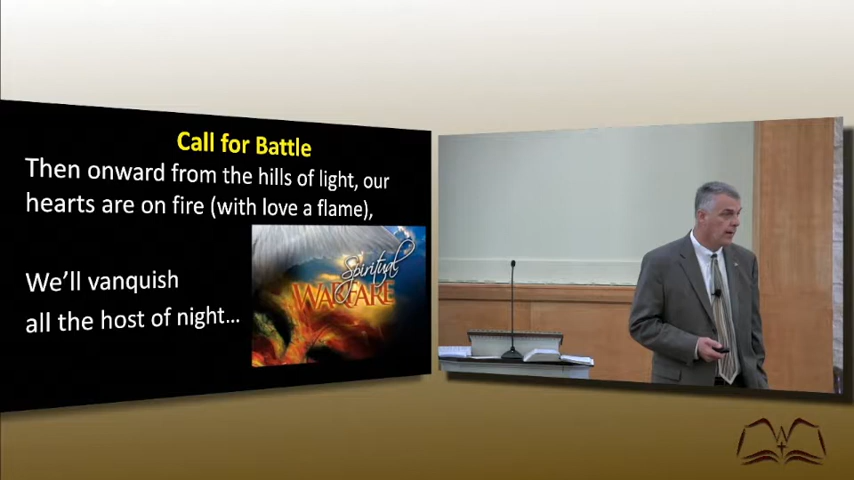 Call for Battle
Then onward from the hills of light, our
hearts are on fire (with love a flame),
We'll vanquish
all the host of night...
Spiritual
WARFARE